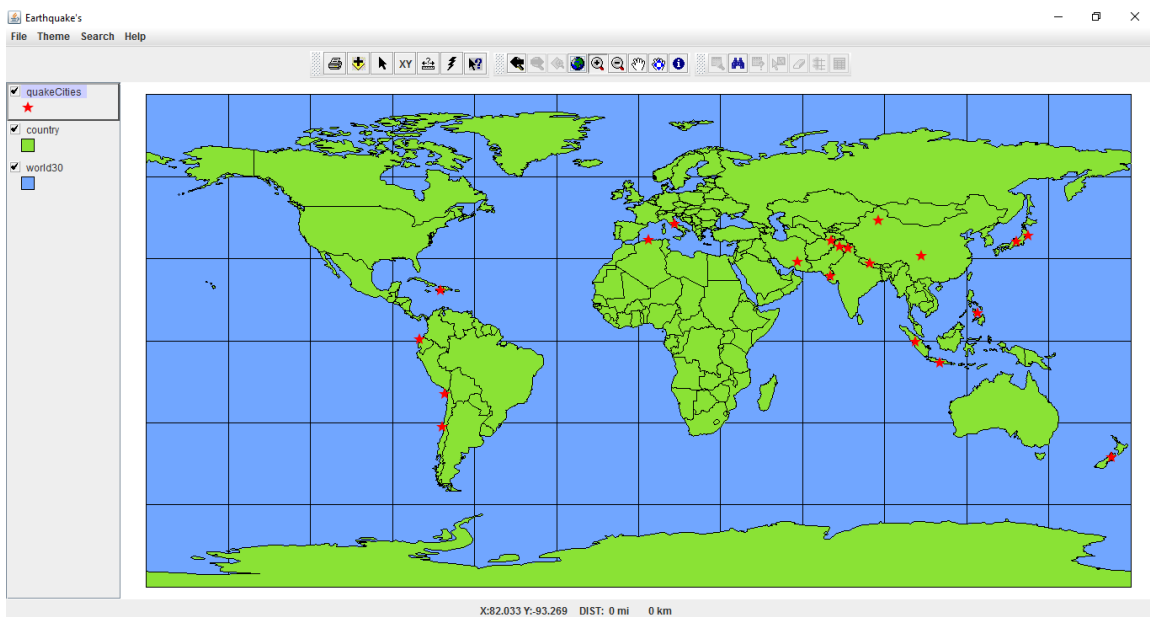 Earthquake's
File Theme Search Help
XY
quakeCities
country
world30
X:82.033 Y:-93.269 DIST: 0 mi 0 km